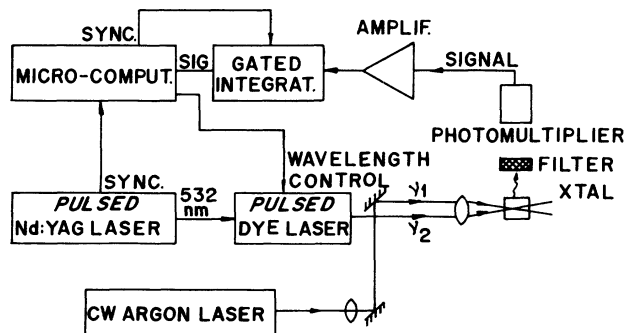 SYNC.
AMPLIF.
MICRO-COMPUT.
SIG
GATED
INTEGRAT.
SIGNAL
PHOTOMULTIPLIER
WAVELENGTH
CONTROL
FILTER
XTAL
SYNC.
PULSED
Nd:YAG LASER
532
nm
PULSED
DYE LASER
γ1
γ2
CW ARGON LASER